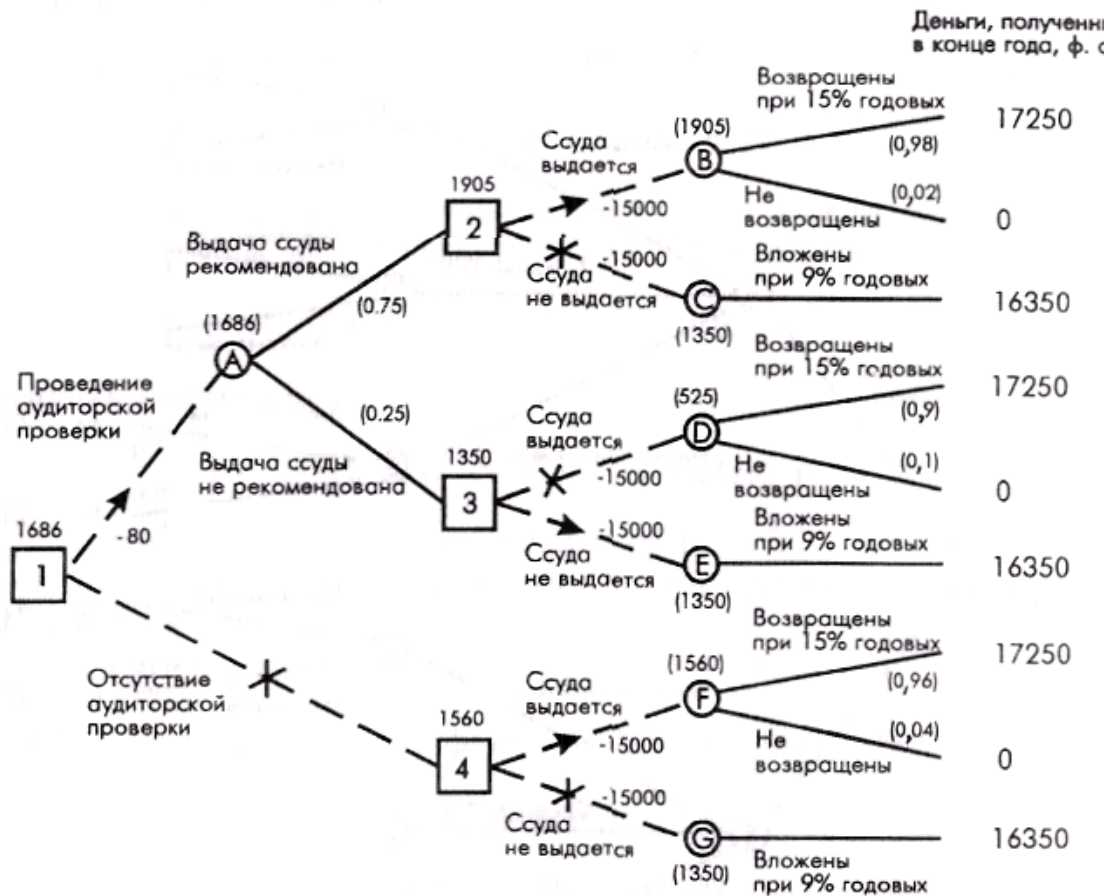 Деньги, полученн
в конце года, ф. с
Возвращены
при 15% годовых
17250
(1905)
B
(0,98)
Ссуда
выдается
-15000
Не
возвращены
(0,02)
0
1905
2
Выдача ссуды
рекомендована
(0.75)
-15000
Ссуда
не выдается
Вложены
при 9% годовых
C
16350
(1350)
(1686)
A
Возвращены
при 15% годовых
17250
Проведение
аудиторской
проверки
(0.25)
Ссуда
выдается
(525)
D
(0,9)
-15000
Не
возвращены
(0,1)
0
Выдача ссуды
не рекомендована
1350
3
-15000
Ссуда
не выдается
Вложены
при 9% годовых
E
16350
(1350)
1686
1
-80
Возвращены
при 15% годовых
17250
Отсутствие
аудиторской
проверки
Ссуда
выдается
(1560)
F
(0,96)
-15000
Не
возвращены
(0,04)
0
1560
4
-15000
Ссуда
не выдается
G
16350
(1350)
Вложены
при 9% годовых